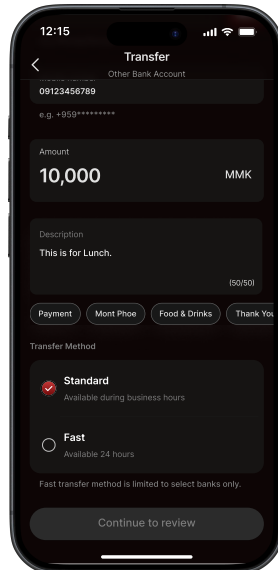 12:15
Transfer
Other Bank Account
09123456789
e.g. +959*********
Amount
10,000 MMK
Description
This is for Lunch.
(50/50)
Payment Mont Phoe Food & Drinks Thank You
Transfer Method
Standard
Available during business hours
Fast
Available 24 hours
Fast transfer method is limited to select banks only.
Continue to review